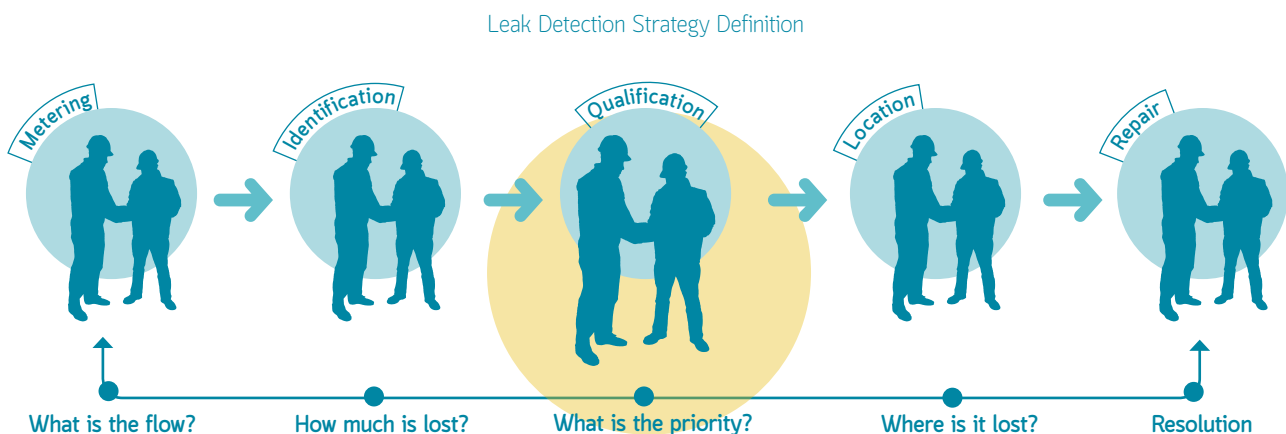 Leak Detection Strategy Definition
Metering
Identification
Qualification
Location
Repair
What is the flow?
How much is lost?
What is the priority?
Where is it lost?
Resolution